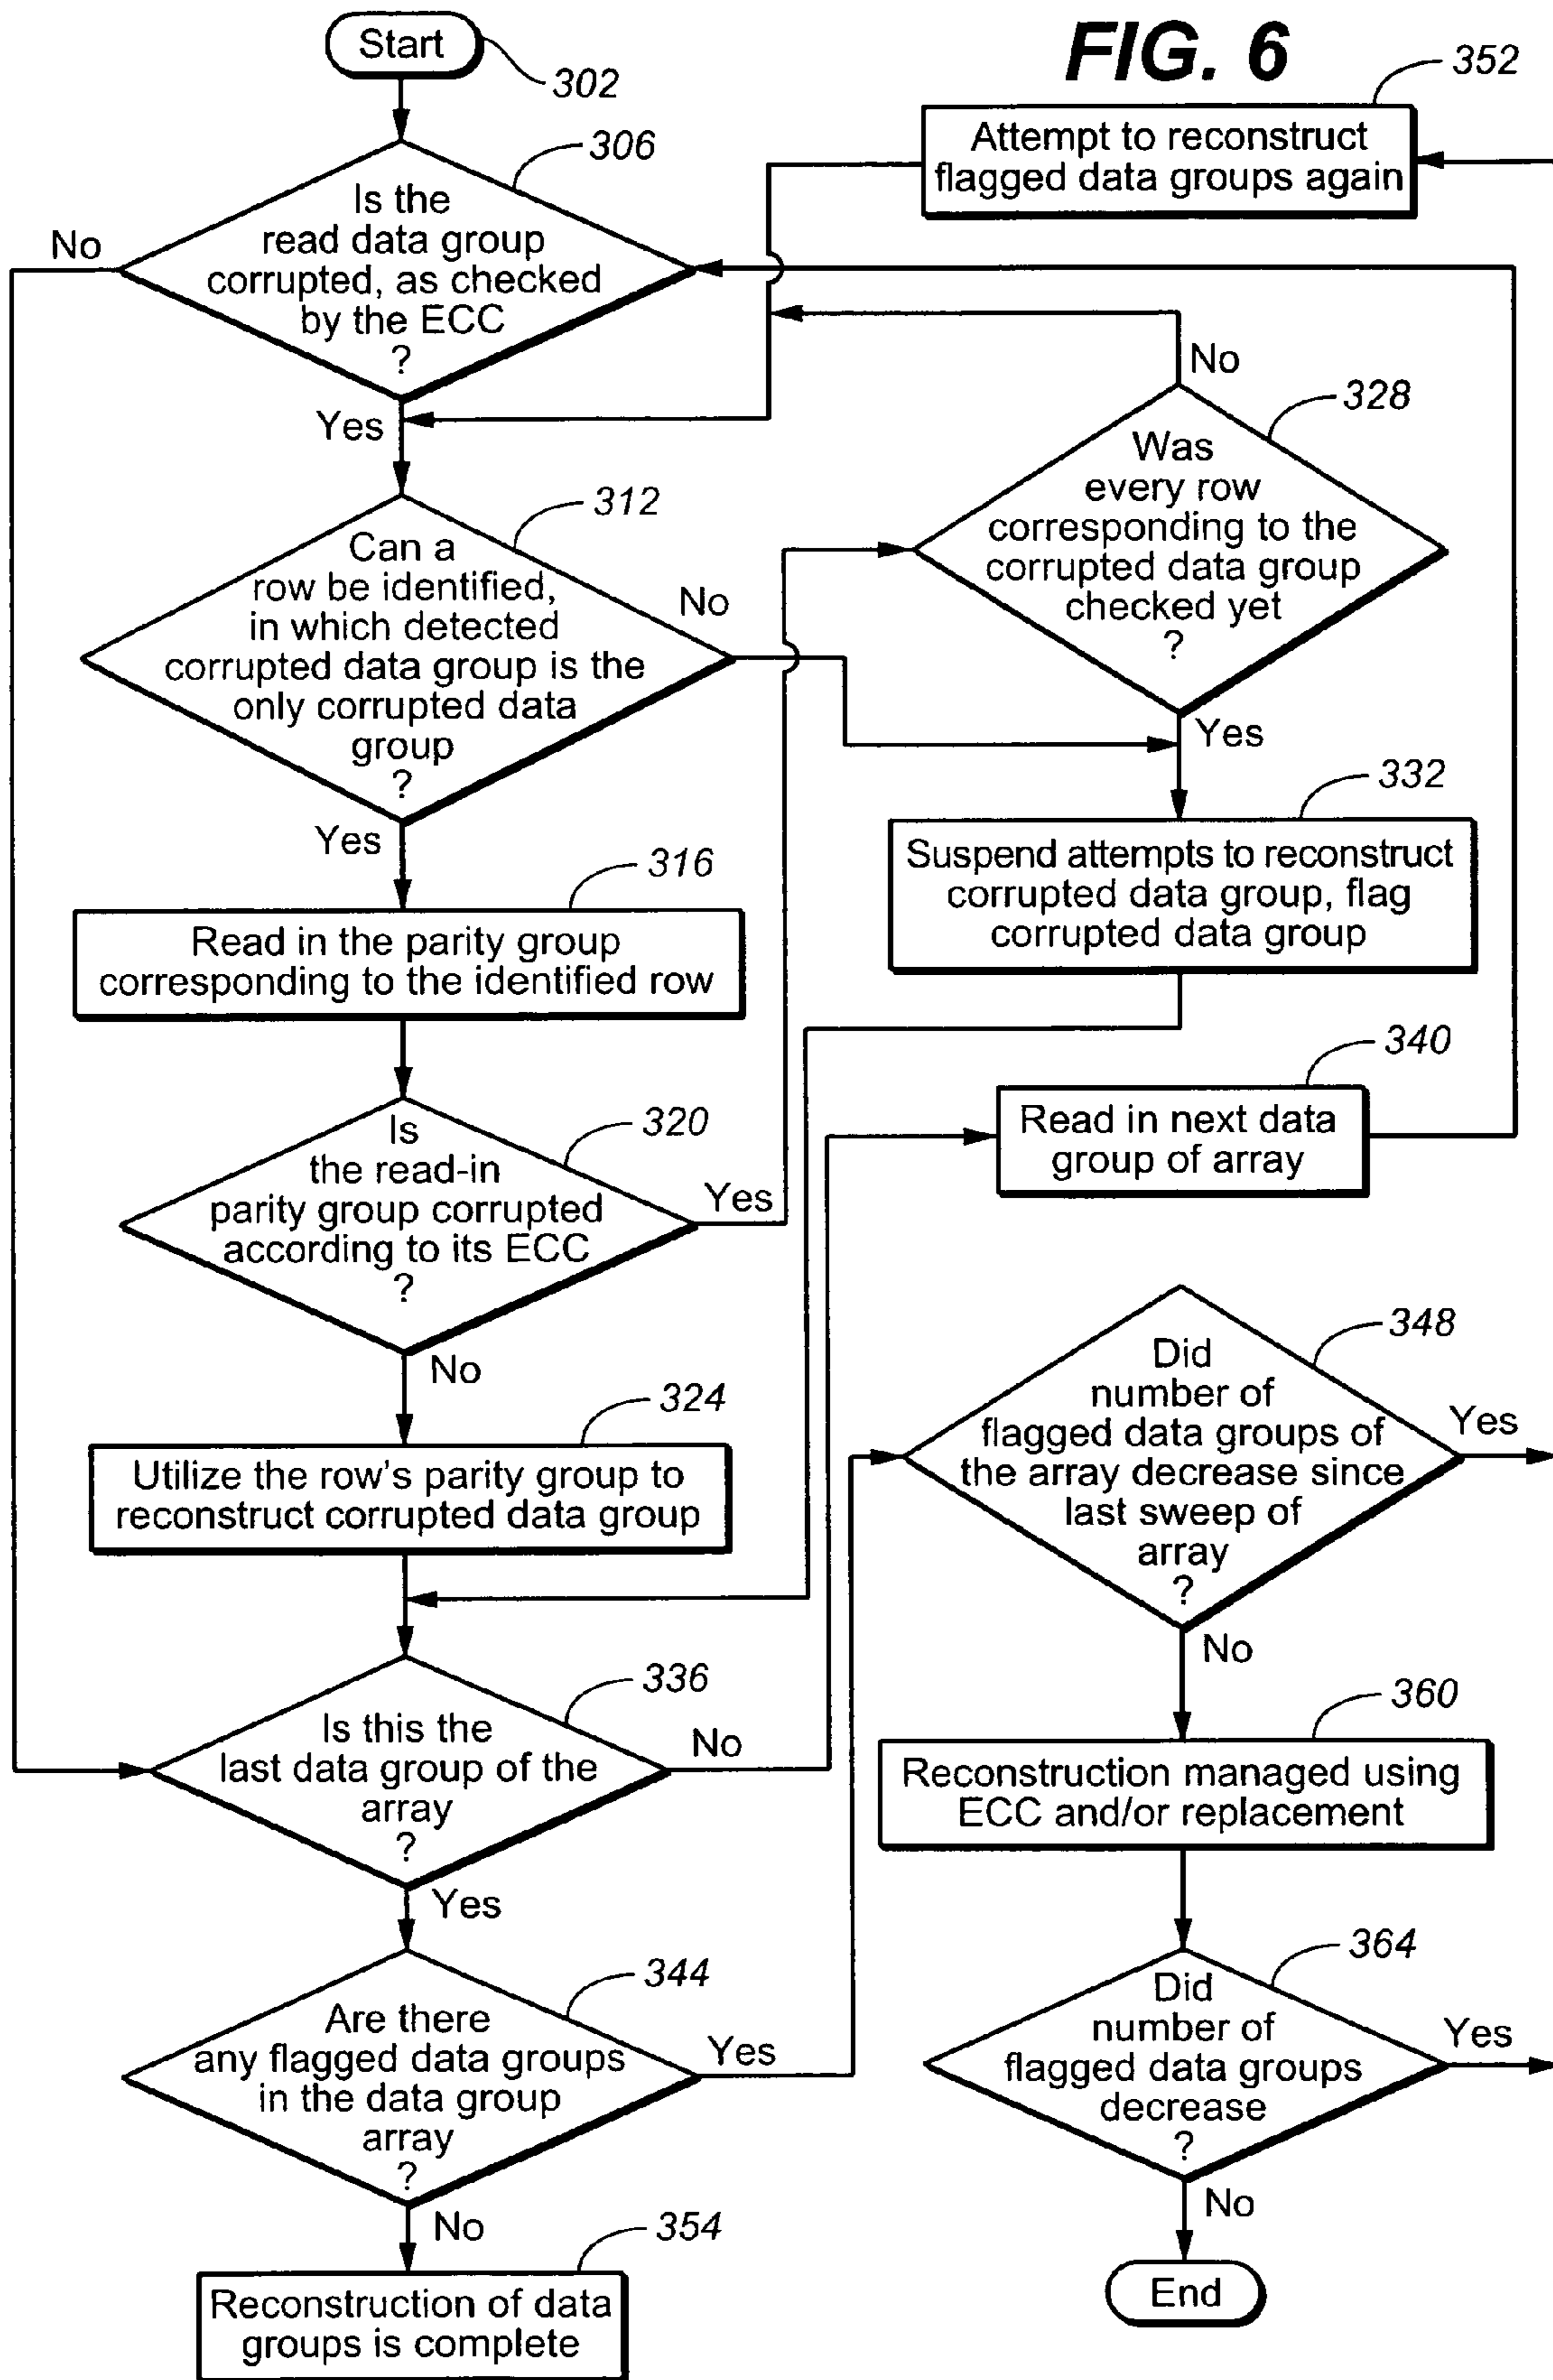 FIG. 6
Start
302
306
Is the
read data group
corrupted, as checked
by the ECC
?
No
Yes
352
Attempt to reconstruct
flagged data groups again
312
Can a
row be identified,
in which detected
corrupted data group is the
only corrupted data
group
?
No
Yes
328
Was
every row
corresponding to the
corrupted data group
checked yet
?
No
Yes
316
Read in the parity group
corresponding to the identified row
332
Suspend attempts to reconstruct
corrupted data group, flag
corrupted data group
320
Is
the read-in
parity group corrupted
according to its ECC
?
Yes
No
340
Read in next data
group of array
324
Utilize the row's parity group to
reconstruct corrupted data group
348
Did
number of
flagged data groups of
the array decrease since
last sweep of
array
?
Yes
No
336
Is this the
last data group of the
array
?
No
Yes
360
Reconstruction managed using
ECC and/or replacement
344
Are there
any flagged data groups
in the data group
array
?
Yes
No
364
Did
number of
flagged data groups
decrease
?
Yes
No
354
Reconstruction of data
groups is complete
End